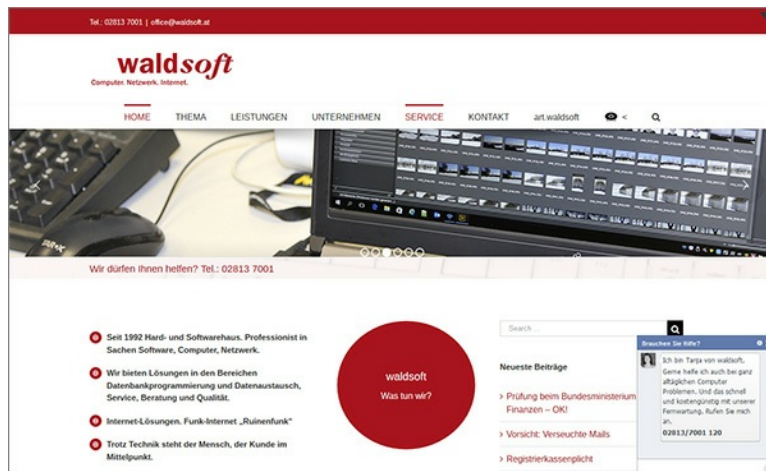 Tel.: 02813 7001 | office@waldsoft.at
waldsoft
Computer. Netzwerk. Internet.
HOME THEMA LEISTUNGEN UNTERNEHMEN SERVICE KONTAKT art.waldsoft <
Wir dürfen Ihnen helfen? Tel.: 02813 7001
Seit 1992 Hard- und Softwarehaus. Professionist in
Sachen Software, Computer, Netzwerk.
Wir bieten Lösungen in den Bereichen
Datenbankprogrammierung und Datenaustausch,
Service, Beratung und Qualität.
Internet-Lösungen. Funk-Internet „Ruinenfunk“
Trotz Technik steht der Mensch, der Kunde im
Mittelpunkt.
waldsoft
Was tun wir?
Search ...
Neueste Beiträge
Prüfung beim Bundesministerium
Finanzen – OK!
Vorsicht: Verseuchte Mails
Registrierkassenplicht
Brauchen Sie Hilfe?
Ich bin Tanja von waldsoft.
Gerne helfe ich auch bei ganz
alltäglichen Computer
Problemen. Und das schnell
und kostengünstig mit unserer
Fernwartung. Rufen Sie mich
an.
02813/7001 120